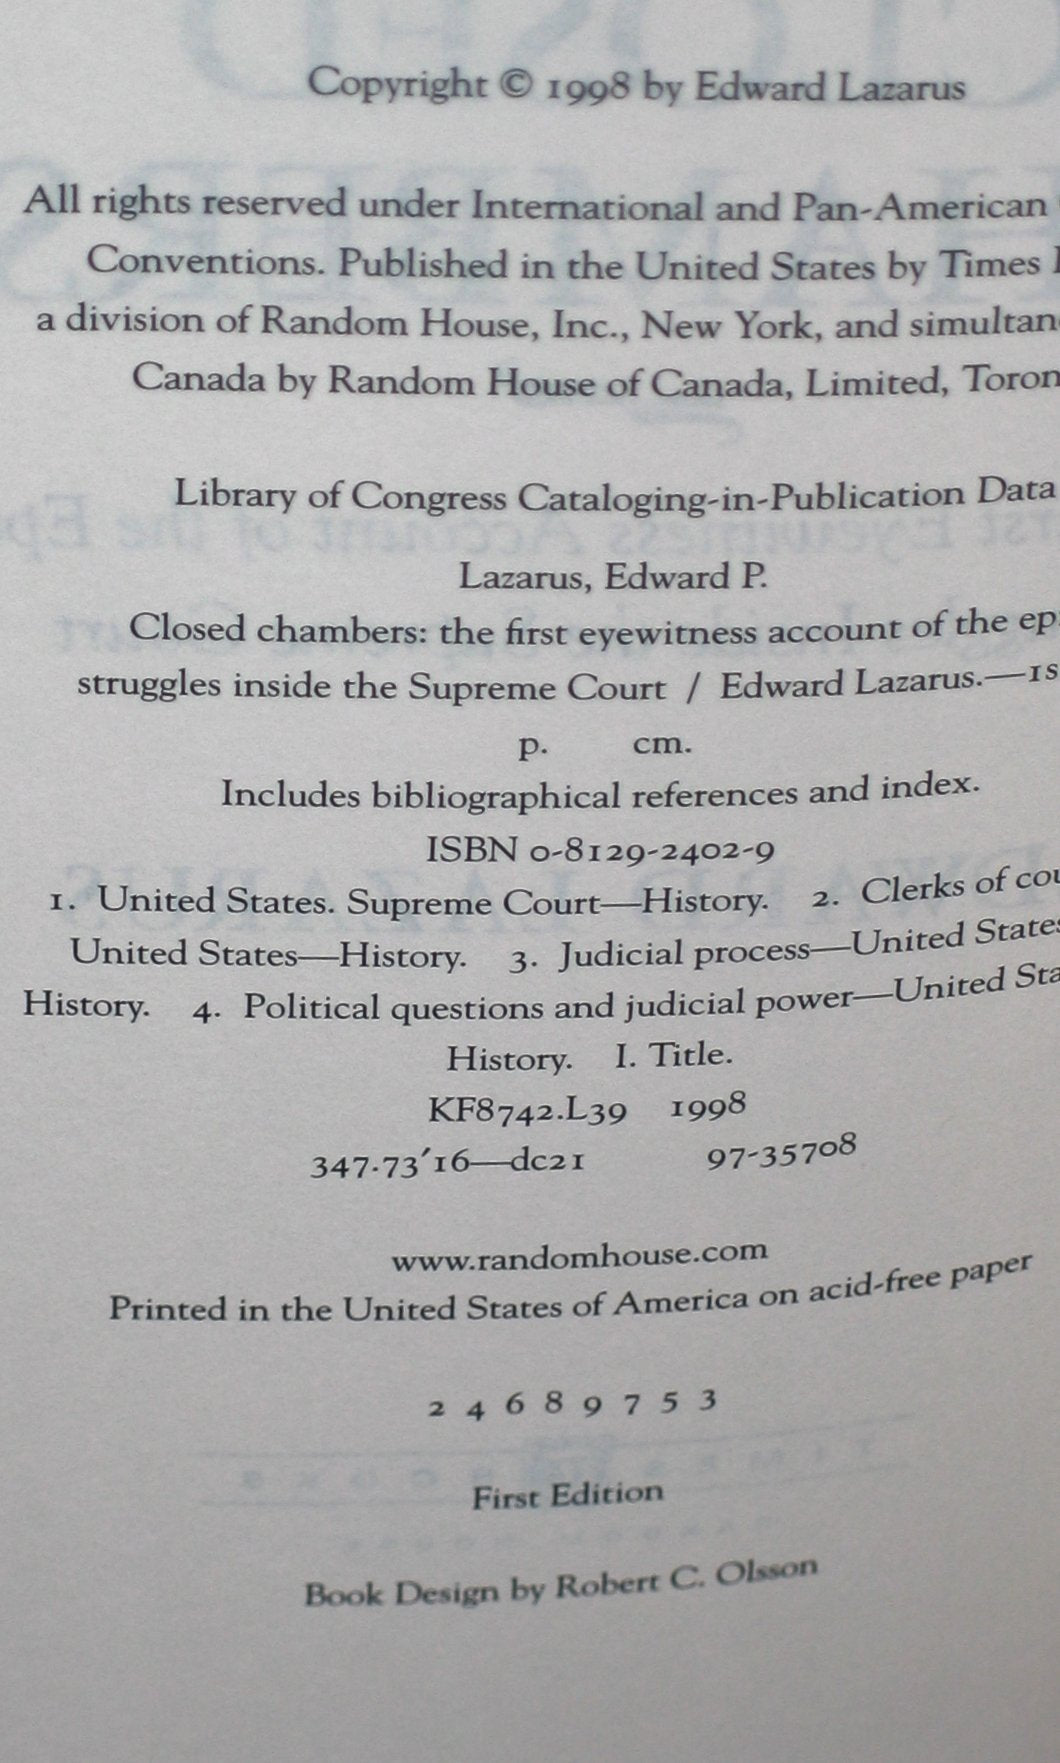 Copyright © 1998 by Edward Lazarus
All rights reserved under International and Pan-American
Conventions. Published in the United States by Times
a division of Random House, Inc., New York, and simultan
Canada by Random House of Canada, Limited, Toron
Library of Congress Cataloging-in-Publication Data
Lazarus, Edward P.
Closed chambers: the first eyewitness account of the ep
struggles inside the Supreme Court / Edward Lazarus.—1s
p. cm.
Includes bibliographical references and index.
ISBN 0-8129-2402-9
1. United States. Supreme Court—History. 2. Clerks of cou
United States—History. 3. Judicial process—United States
History. 4. Political questions and judicial power—United Sta
History. I. Title.
KF8742.L39 1998
347.73′16—dc21 97-35708
www.randomhouse.com
Printed in the United States of America on acid-free paper
2 4 6 8 9 7 5 3
First Edition
Book Design by Robert C. Olsson